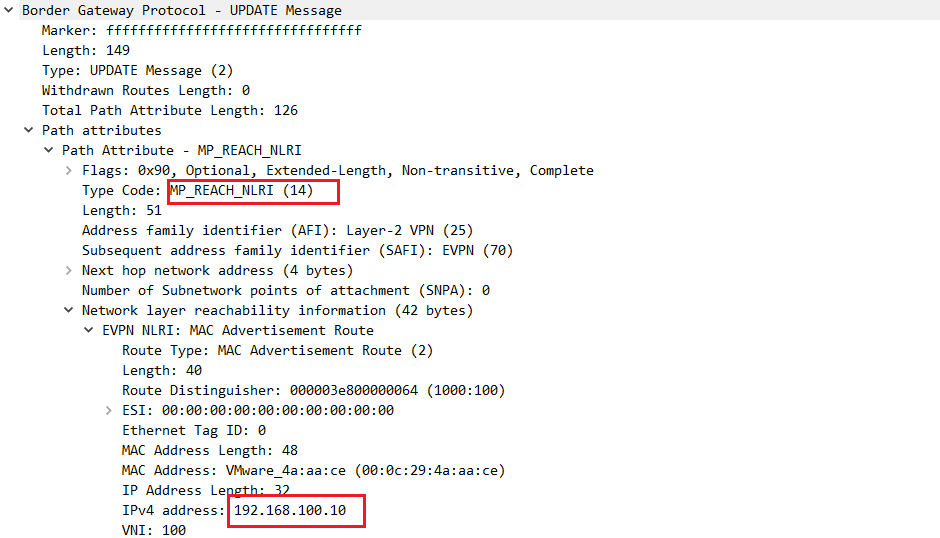 Border Gateway Protocol - UPDATE Message
Marker: ffffffffffffffffffffffffffffffff
Length: 149
Type: UPDATE Message (2)
Withdrawn Routes Length: 0
Total Path Attribute Length: 126
Path attributes
Path Attribute - MP_REACH_NLRI
Flags: 0x90, Optional, Extended-Length, Non-transitive, Complete
Type Code: MP_REACH_NLRI (14)
Length: 51
Address family identifier (AFI): Layer-2 VPN (25)
Subsequent address family identifier (SAFI): EVPN (70)
Next hop network address (4 bytes)
Number of Subnetwork points of attachment (SNPA): 0
Network layer reachability information (42 bytes)
EVPN NLRI: MAC Advertisement Route
Route Type: MAC Advertisement Route (2)
Length: 40
Route Distinguisher: 000003e800000064 (1000:100)
ESI: 00:00:00:00:00:00:00:00:00:00
Ethernet Tag ID: 0
MAC Address Length: 48
MAC Address: VMware_4a:aa:ce (00:0c:29:4a:aa:ce)
IP Address Length: 32
IPv4 address: 192.168.100.10
VNI: 100